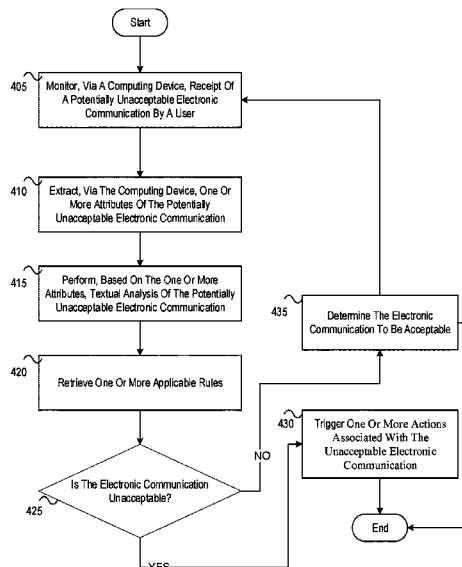 Start
405
Monitor, Via A Computing Device, Receipt Of
A Potentially Unacceptable Electronic
Communication By A User
410
Extract, Via The Computing Device, One Or
More Attributes Of The Potentially
Unacceptable Electronic Communication
415
Perform, Based On The One Or More
Attributes, Textual Analysis Of The Potentially
Unacceptable Electronic Communication
420
Retrieve One Or More Applicable Rules
425
Is The Electronic Communication
Unacceptable?
NO
YES
435
Determine The Electronic
Communication To Be Acceptable
430
Trigger One Or More Actions
Associated With The
Unacceptable Electronic
Communication
End